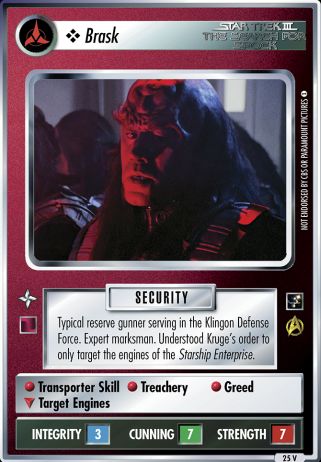 Brask
STAR TREK III
THE SEARCH FOR
SPOCK
NOT ENDORSED BY CBS OR PARAMOUNT PICTURES
SECURITY
Typical reserve gunner serving in the Klingon Defense
Force. Expert marksman. Understood Kruge's order to
only target the engines of the Starship Enterprise.
Transporter Skill Treachery Greed
Target Engines
INTEGRITY 3 CUNNING 7 STRENGTH 7
25 V